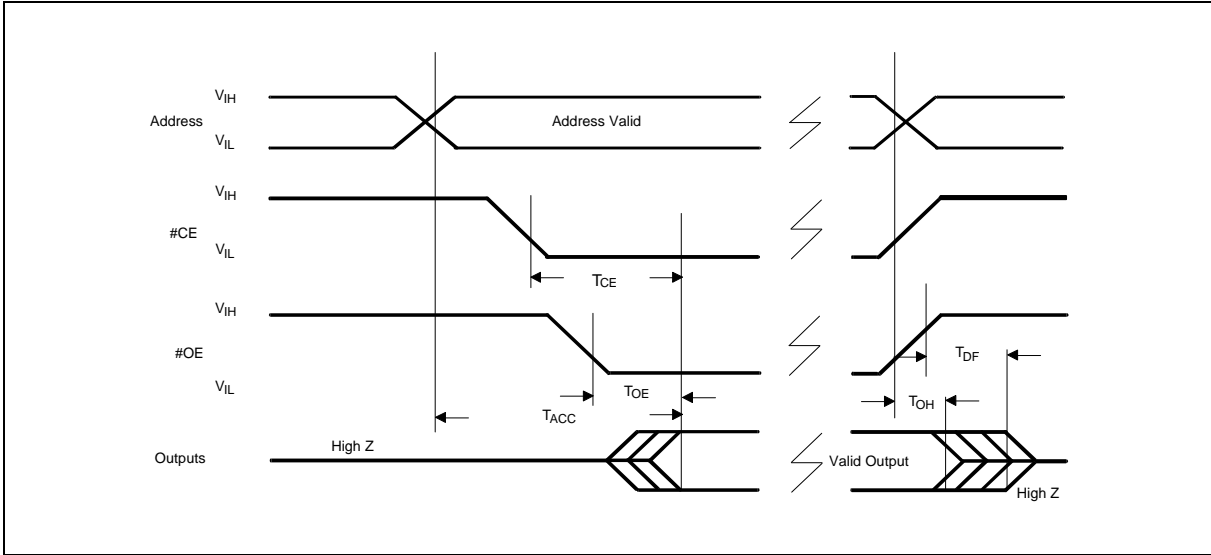 VIH
Address
Address Valid
VIL
VIH
#CE
VIL
TCE
VIH
#OE
TDF
VIL
TOE
TOH
TACC
High Z
Outputs
Valid Output
High Z